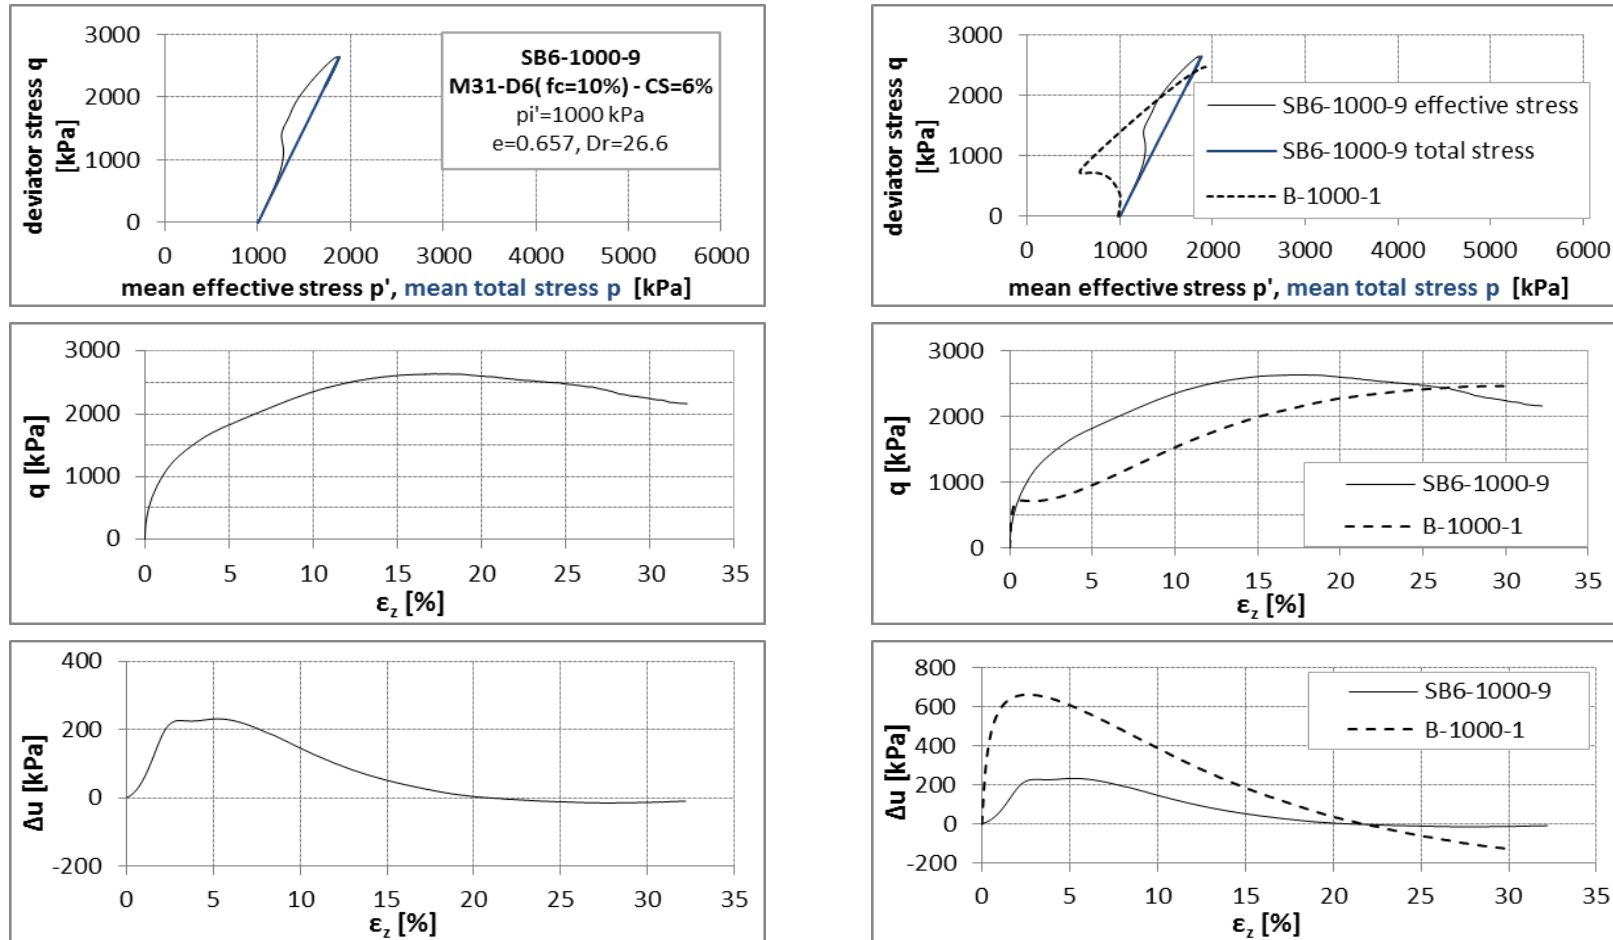 3000
2000
1000
0
deviator stress q
[kPa]
SB6-1000-9
M31-D6( fc=10%) - CS=6%
pi'=1000 kPa
e=0.657, Dr=26.6
0 1000 2000 3000 4000 5000 6000
mean effective stress p', mean total stress p [kPa]
3000
2000
1000
0
deviator stress q
[kPa]
SB6-1000-9 effective stress
SB6-1000-9 total stress
B-1000-1
0 1000 2000 3000 4000 5000 6000
mean effective stress p', mean total stress p [kPa]
3000
2000
1000
0
q [kPa]
0 5 10 15 20 25 30 35
εz [%]
3000
2000
1000
0
q [kPa]
SB6-1000-9
B-1000-1
0 5 10 15 20 25 30 35
εz [%]
400
200
0
-200
Δu [kPa]
0 5 10 15 20 25 30 35
εz [%]
800
600
400
200
0
-200
Δu [kPa]
SB6-1000-9
B-1000-1
0 5 10 15 20 25 30 35
εz [%]